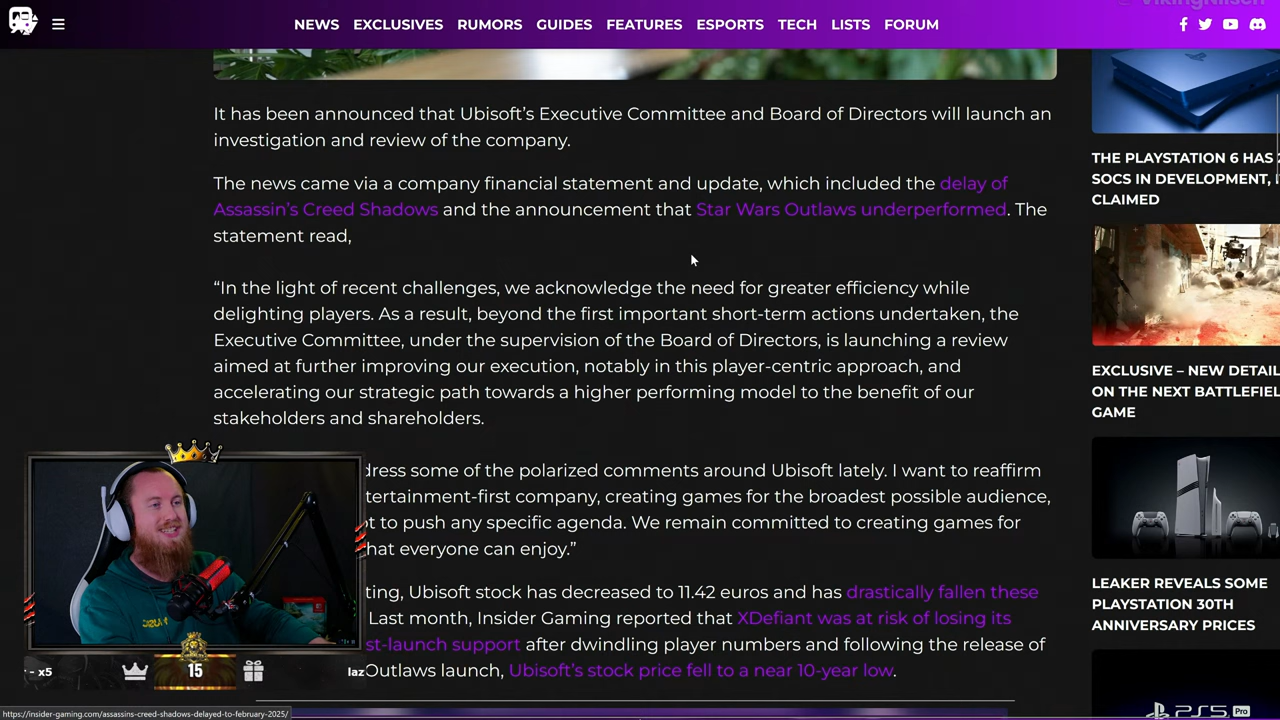 VikingNilsen
NEWS EXCLUSIVES RUMORS GUIDES FEATURES ESPORTS TECH LISTS FORUM
It has been announced that Ubisoft’s Executive Committee and Board of Directors will launch an
investigation and review of the company.
The news came via a company financial statement and update, which included the delay of
Assassin’s Creed Shadows and the announcement that Star Wars Outlaws underperformed. The
statement read,
“In the light of recent challenges, we acknowledge the need for greater efficiency while
delighting players. As a result, beyond the first important short-term actions undertaken, the
Executive Committee, under the supervision of the Board of Directors, is launching a review
aimed at further improving our execution, notably in this player-centric approach, and
accelerating our strategic path towards a higher performing model to the benefit of our
stakeholders and shareholders.
dress some of the polarized comments around Ubisoft lately. I want to reaffirm
tertainment-first company, creating games for the broadest possible audience,
t to push any specific agenda. We remain committed to creating games for
hat everyone can enjoy.”
ting, Ubisoft stock has decreased to 11.42 euros and has drastically fallen these
Last month, Insider Gaming reported that XDefiant was at risk of losing its
st-launch support after dwindling player numbers and following the release of
Outlaws launch, Ubisoft’s stock price fell to a near 10-year low.
THE PLAYSTATION 6 HAS 2
SOCS IN DEVELOPMENT, I
CLAIMED
EXCLUSIVE – NEW DETAIL
ON THE NEXT BATTLEFIEL
GAME
LEAKER REVEALS SOME
PLAYSTATION 30TH
ANNIVERSARY PRICES
PS5 Pro
- x5
15
laz
https://insider-gaming.com/assassins-creed-shadows-delayed-to-february-2025/